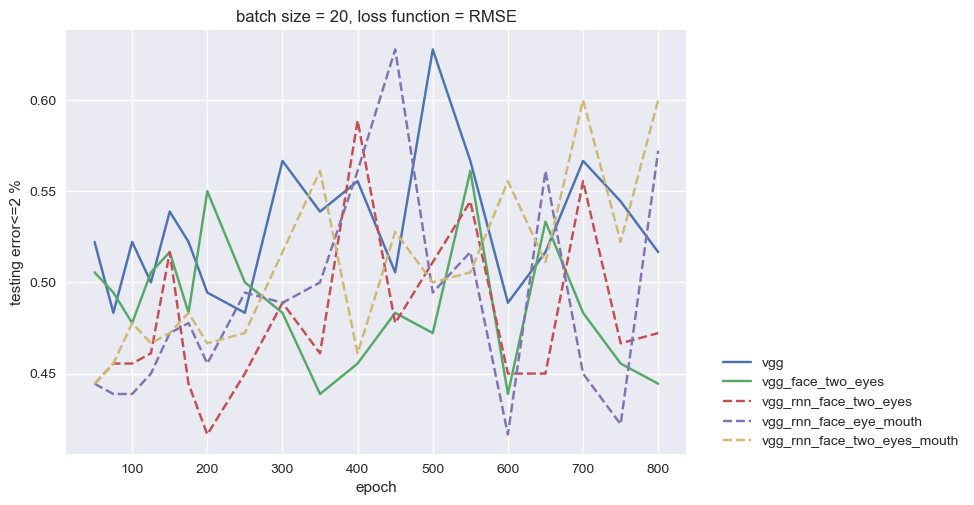 batch size = 20, loss function = RMSE
testing error<=2 %
0.60
0.55
0.50
0.45
100 200 300 400 500 600 700 800
epoch
vgg
vgg_face_two_eyes
vgg_rnn_face_two_eyes
vgg_rnn_face_eye_mouth
vgg_rnn_face_two_eyes_mouth